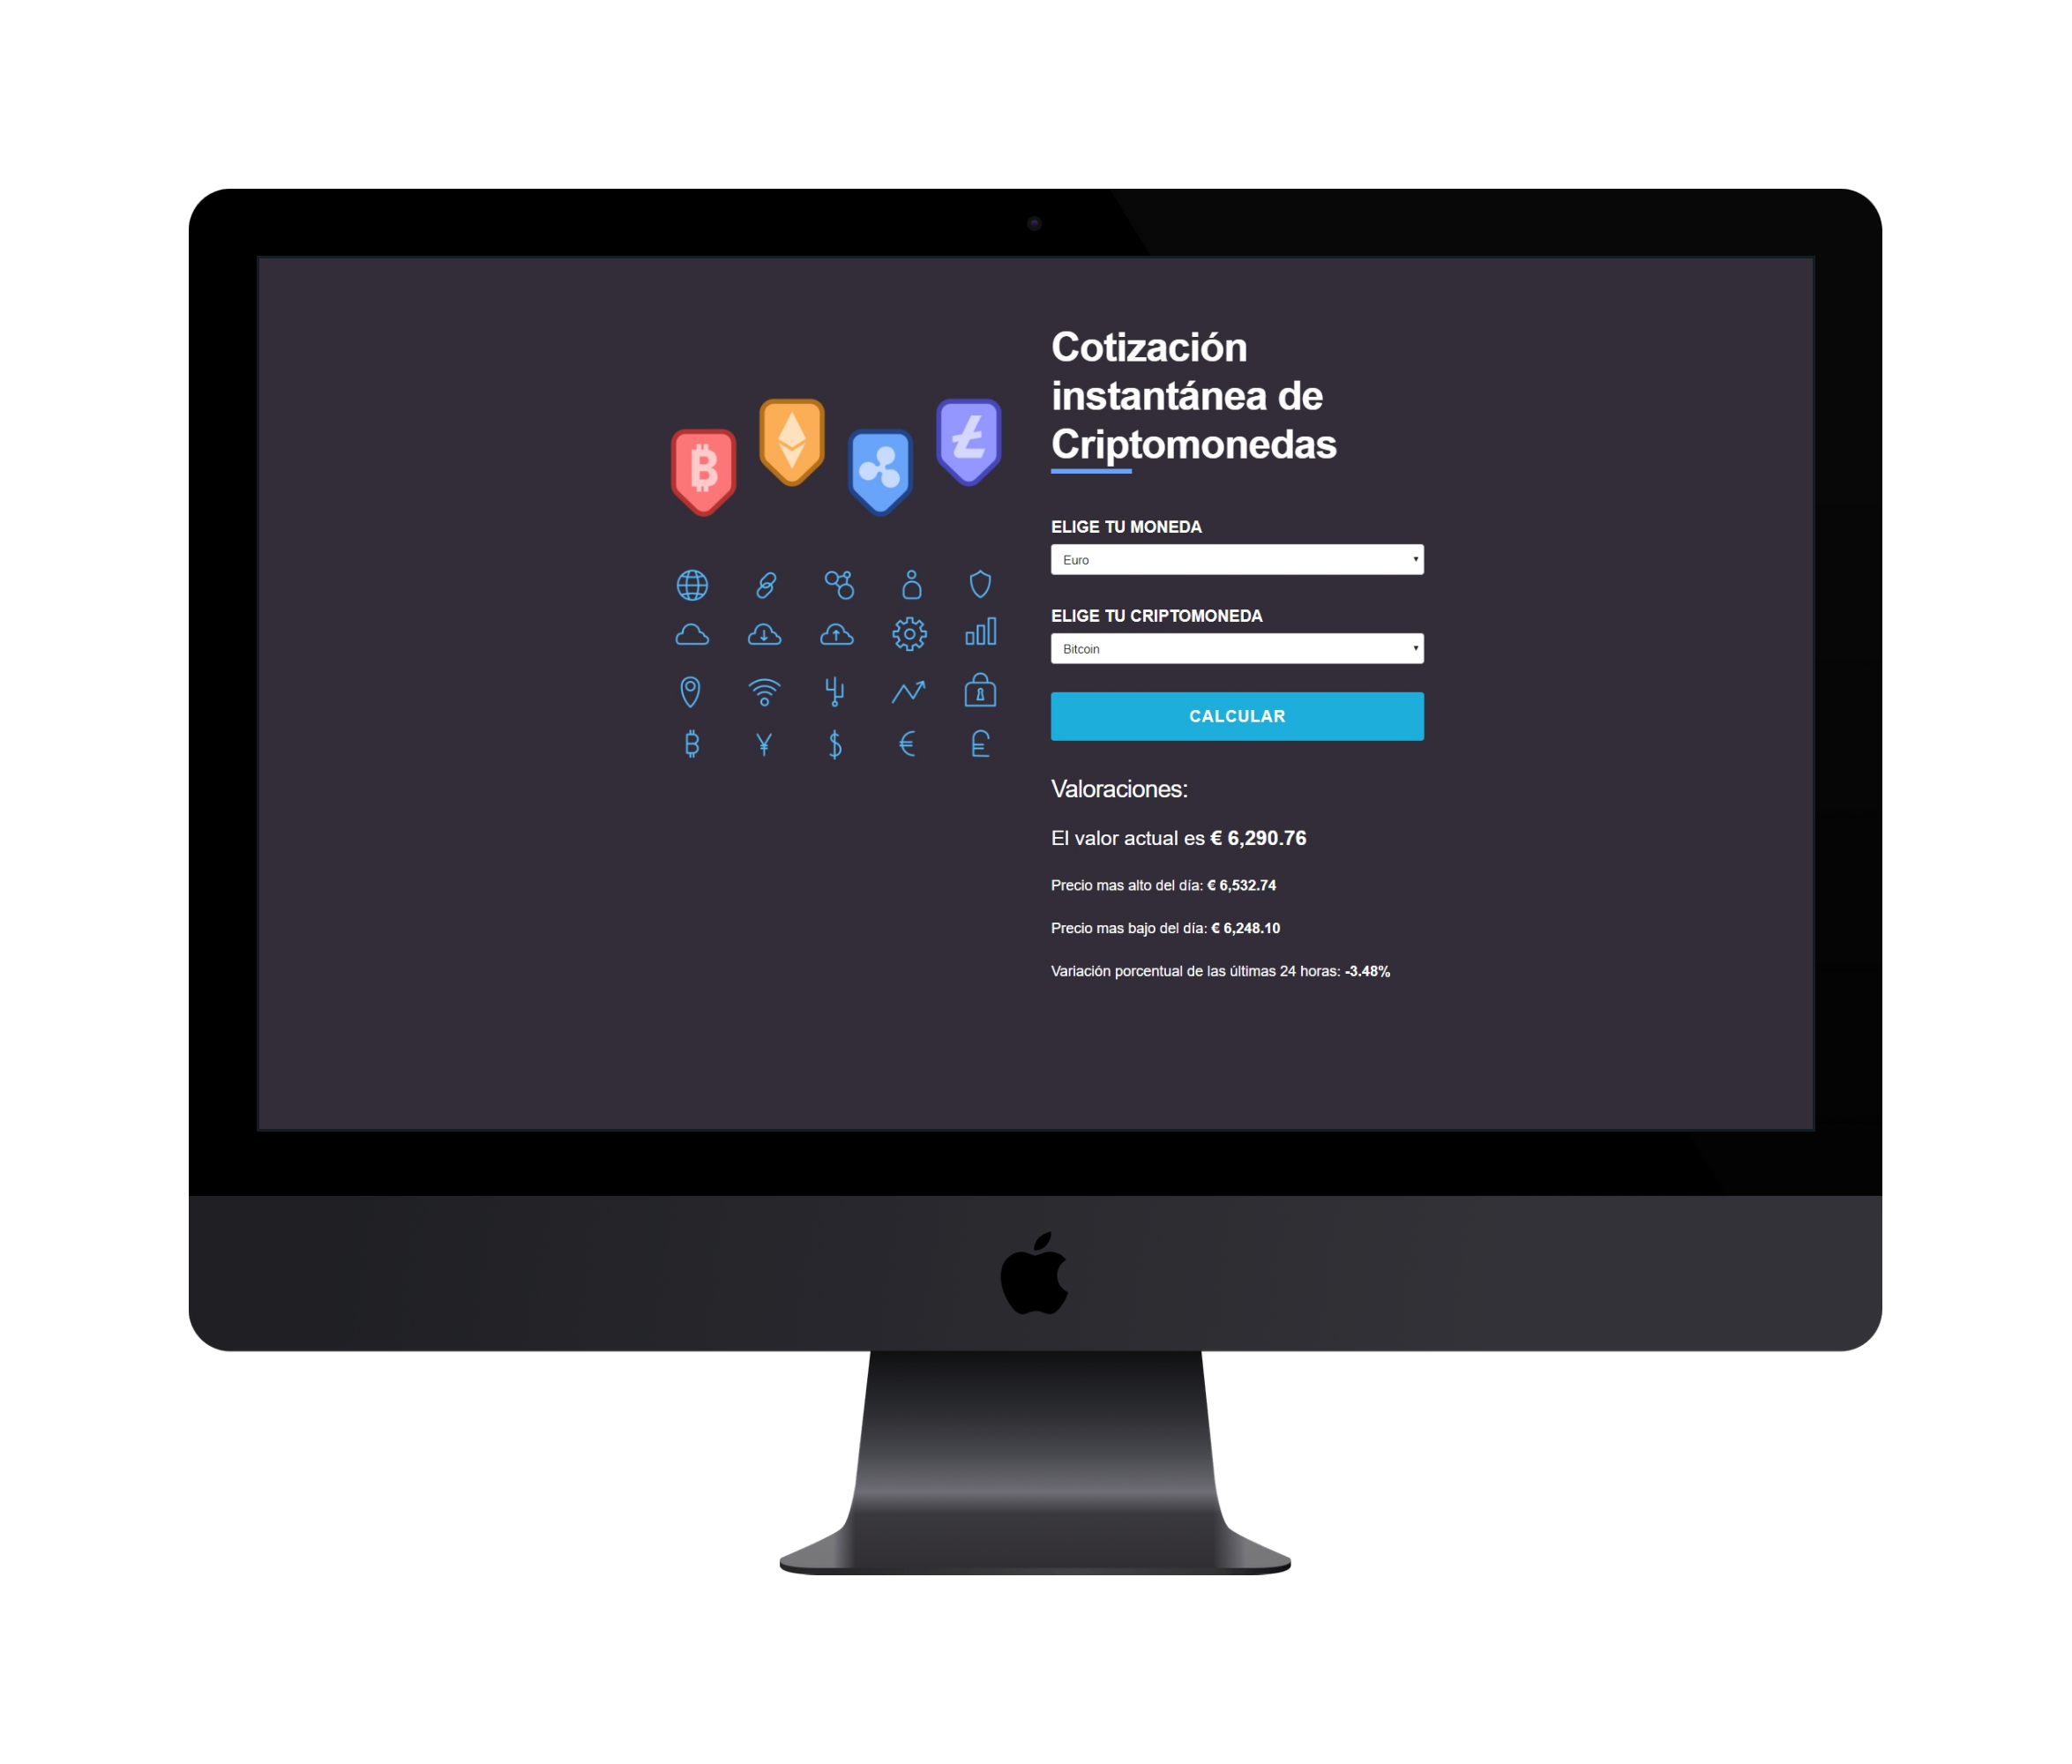 Cotización
instantánea de
Criptomonedas
ELIGE TU MONEDA
Euro
ELIGE TU CRIPTOMONEDA
Bitcoin
CALCULAR
Valoraciones:
El valor actual es € 6,290.76
Precio mas alto del día: € 6,532.74
Precio mas bajo del día: € 6,248.10
Variación porcentual de las últimas 24 horas: -3.48%